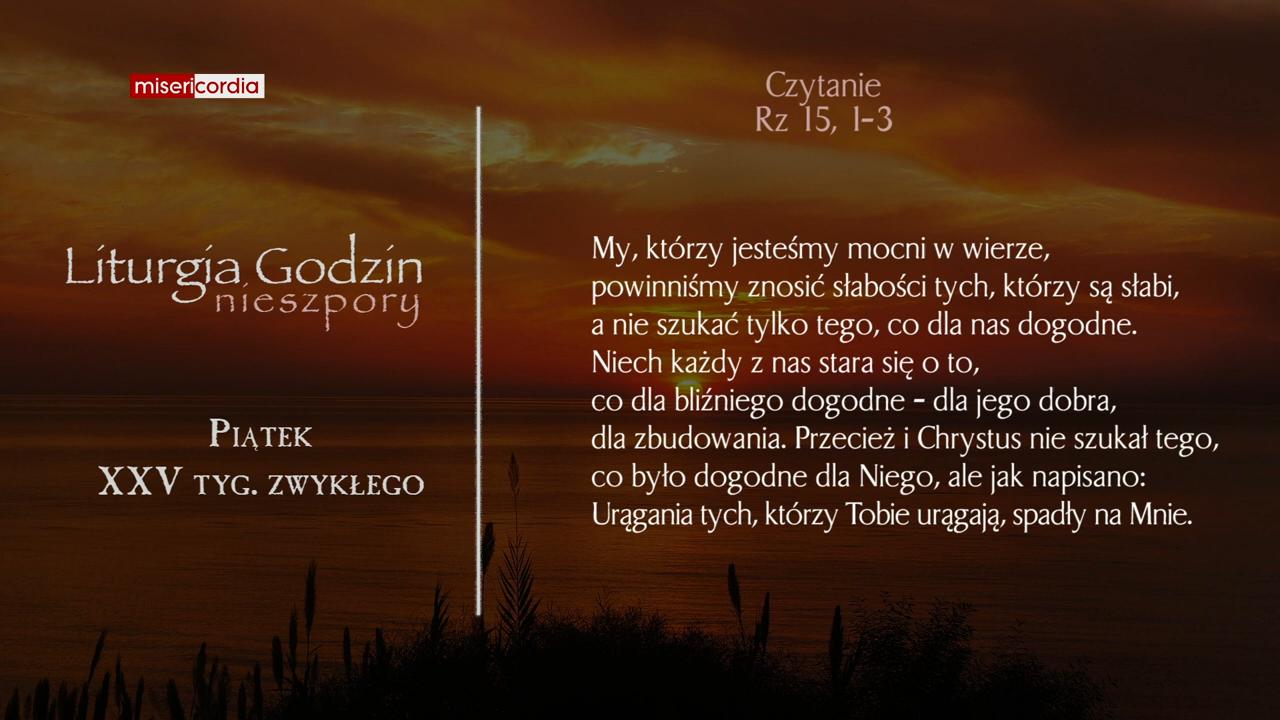 misericordia
Liturgia Godzin
nieszpory
Piątek
XXV tyg. zwykłego
Czytanie
Rz 15, 1-3
My, którzy jesteśmy mocni w wierze,
powinniśmy znosić słabości tych, którzy są słabi,
a nie szukać tylko tego, co dla nas dogodne.
Niech każdy z nas stara się o to,
co dla bliźniego dogodne - dla jego dobra,
dla zbudowania. Przecież i Chrystus nie szukał tego,
co było dogodne dla Niego, ale jak napisano:
Urągania tych, którzy Tobie urągają, spadły na Mnie.